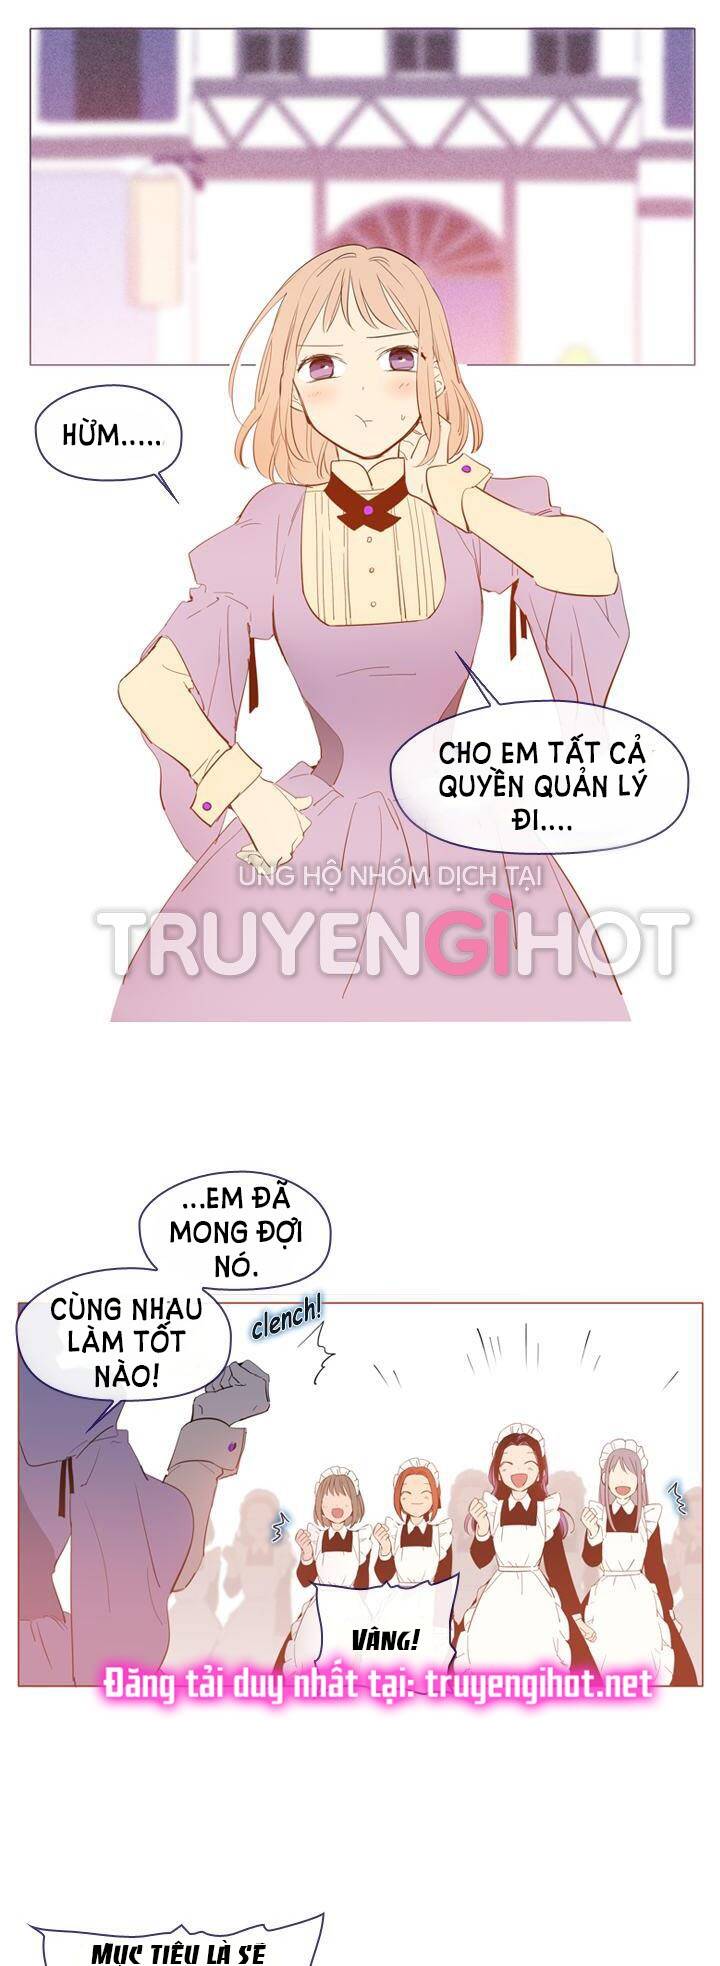 HỪM.....
CHO EM TẤT CẢ
QUYỀN QUẢN LÝ
ĐI....
ỦNG HỘ NHÓM DỊCH TẠI
TRUYENGÌHOT
...EM ĐÃ
MONG ĐỢI
NÓ.
CÙNG NHAU
LÀM TỐT
NÀO!
clench!
VÂNG!
Đăng tải duy nhất tại: truyengihot.net
MỤC TIÊU LÀ SẼ